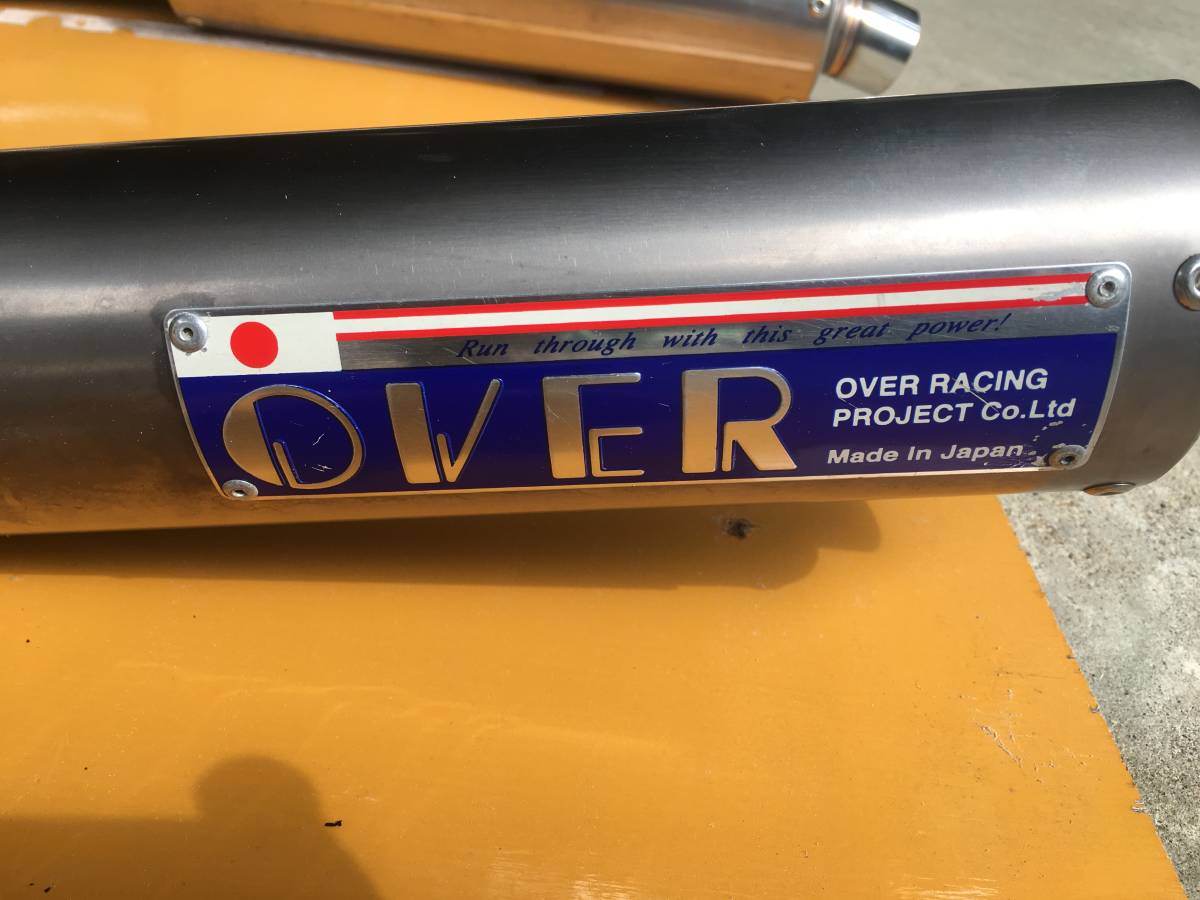 Run through with this great power!
OVER
OVER RACING
PROJECT Co.Ltd
Made In Japan